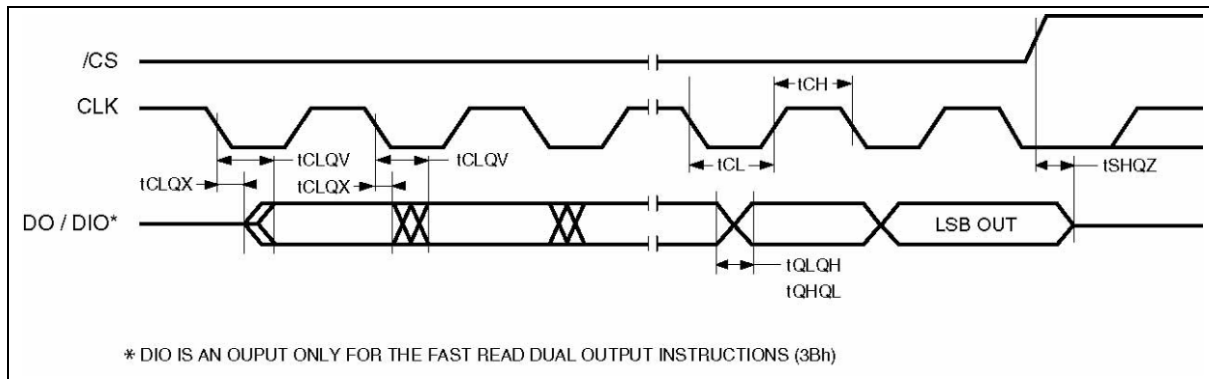 /CS
CLK
tCH
tCLQV
tCLQV
tCL
tSHQZ
tCLQX
tCLQX
DO / DIO*
LSB OUT
tQLQH
tQHQL
* DIO IS AN OUPUT ONLY FOR THE FAST READ DUAL OUTPUT INSTRUCTIONS (3Bh)